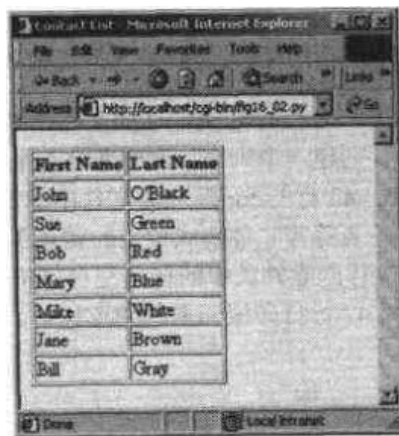 Contact List - Microsoft Internet Explorer
File Edit View Favorites Tools Help
Back Search Links
Address http://localhost/cgi-bin/fig16_02.py Go
First Name Last Name
John O'Black
Sue Green
Bob Red
Mary Blue
Mike White
Jane Brown
Bill Gray
Done Local intranet